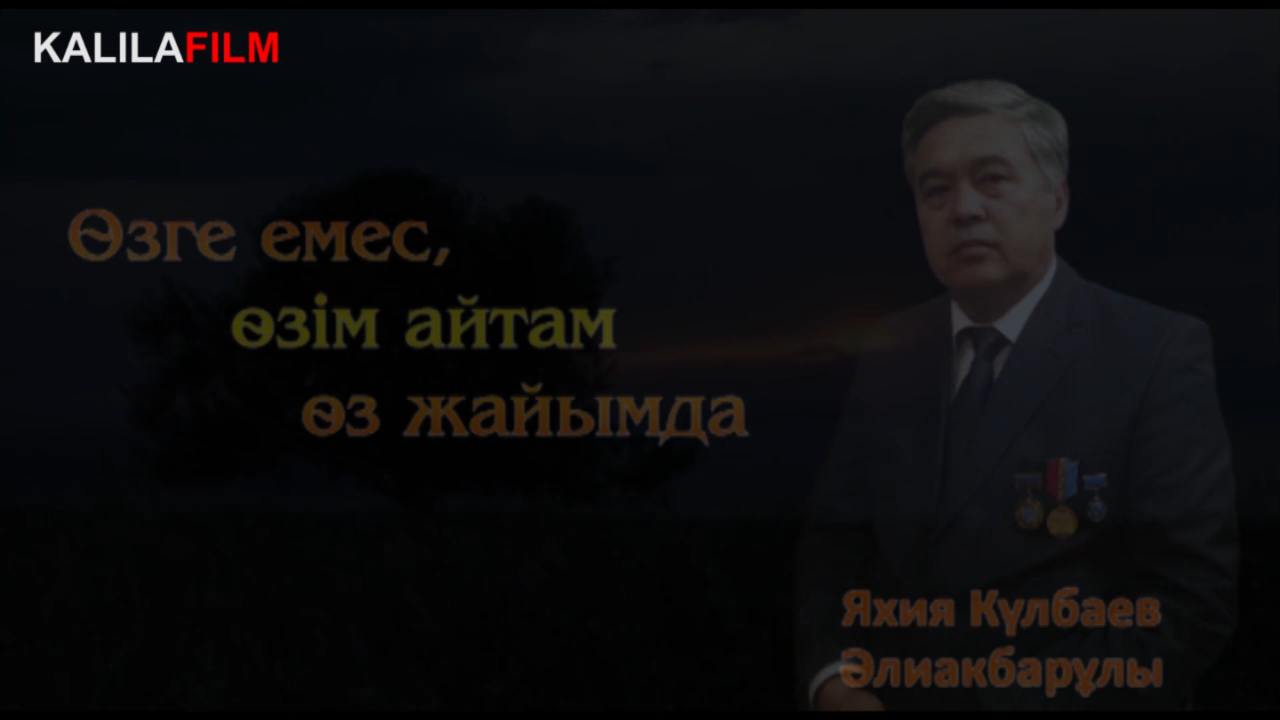 KALILAFILM
Өзге емес,
өзім айтам
өз жайымда
Яхия Күлбаев
Әлиакбарұлы